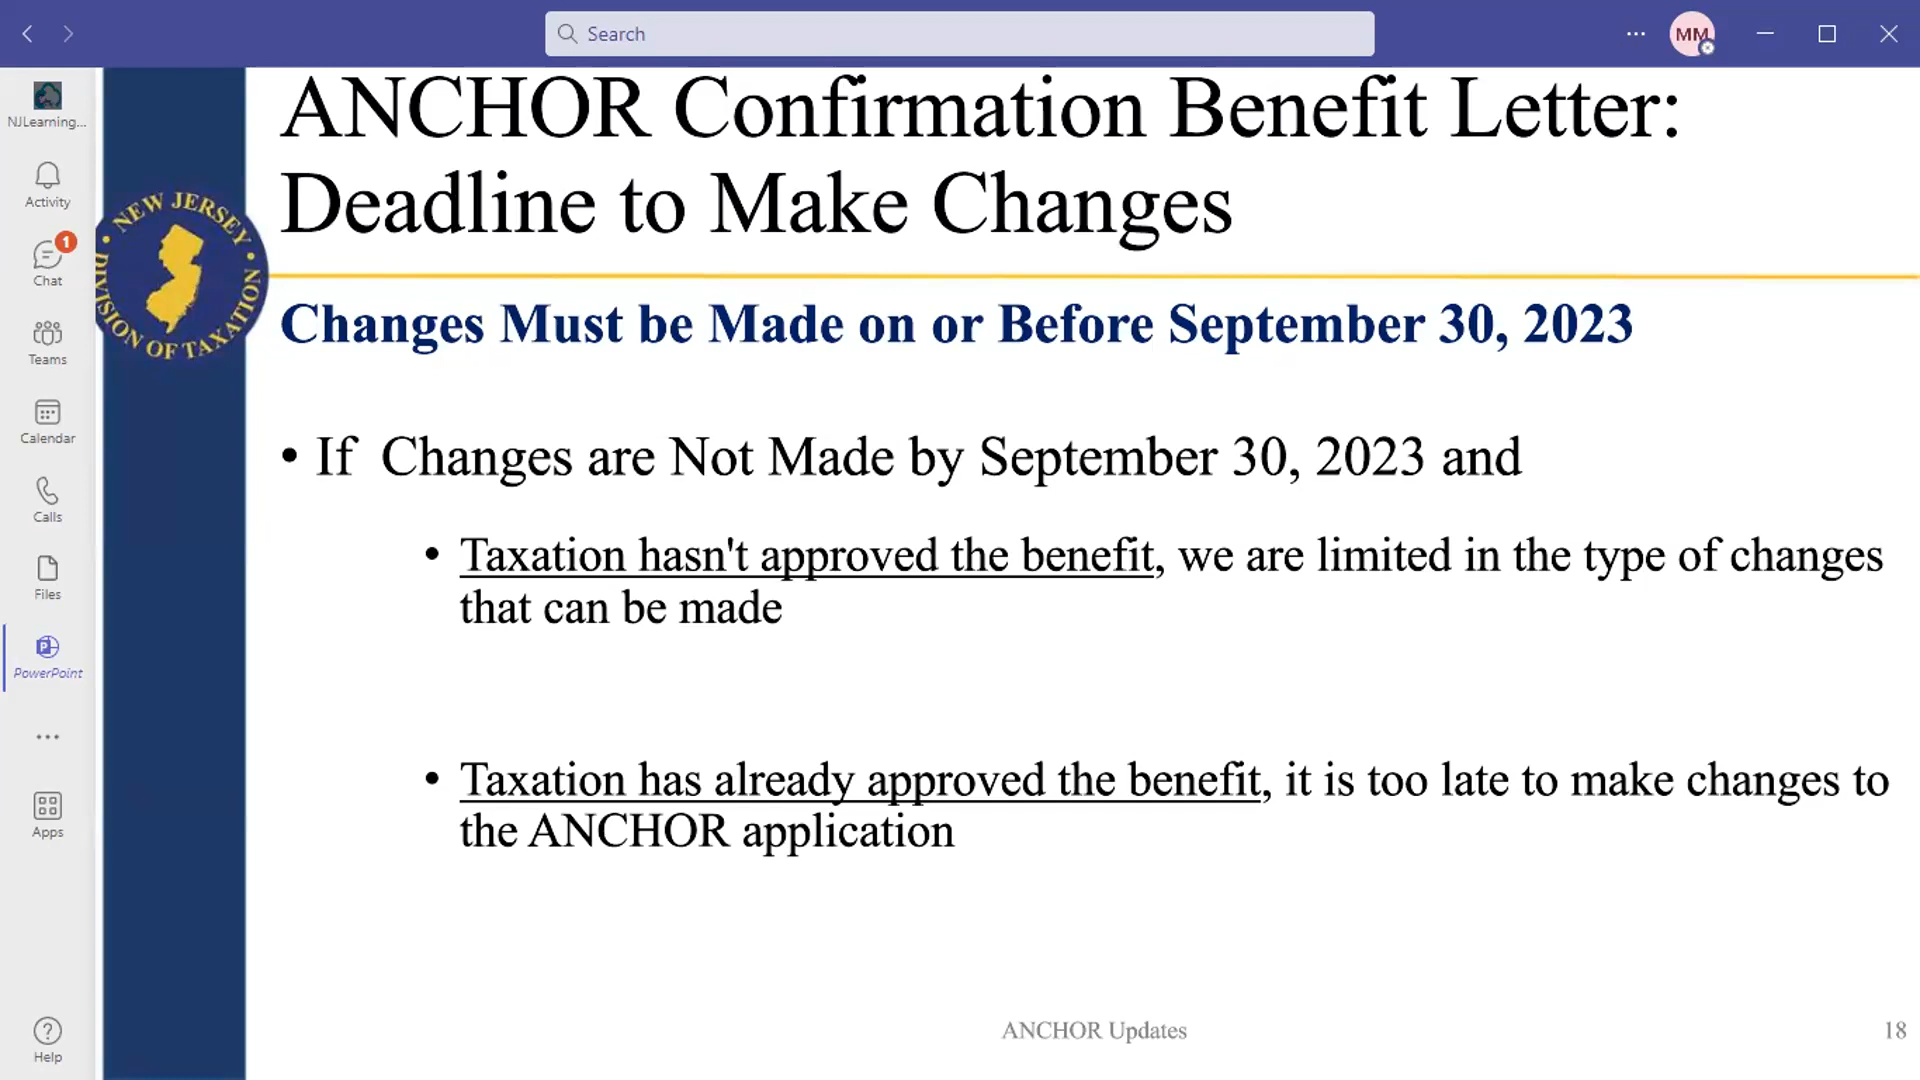 Search
MM
NJLearning...
Activity
1
Chat
Teams
Calendar
Calls
Files
PowerPoint
Apps
Help
NEW JERSEY
DIVISION OF TAXATION
ANCHOR Confirmation Benefit Letter:
Deadline to Make Changes
Changes Must be Made on or Before September 30, 2023
• If Changes are Not Made by September 30, 2023 and
• Taxation hasn't approved the benefit, we are limited in the type of changes
that can be made
• Taxation has already approved the benefit, it is too late to make changes to
the ANCHOR application
ANCHOR Updates
18